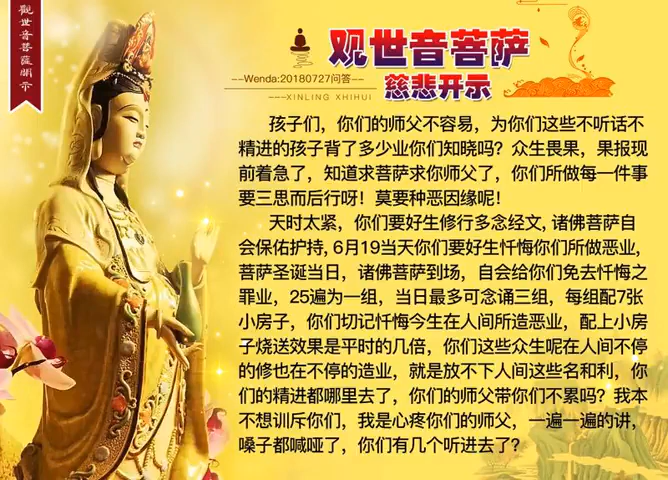 觀世音菩薩開示
观世音菩萨
--Wenda:20180727问答--
慈悲开示
XINLING XHIHUI
孩子们，你们的师父不容易，为你们这些不听话不
精进的孩子背了多少业你们知晓吗？众生畏果，果报现
前着急了，知道求菩萨求你师父了，你们所做每一件事
要三思而后行呀！莫要种恶因缘呢！
天时太紧，你们要好生修行多念经文，诸佛菩萨自
会保佑护持，6月19当天你们要好生忏悔你们所做恶业，
菩萨圣诞当日，诸佛菩萨到场，自会给你们免去忏悔之
罪业，25遍为一组，当日最多可念诵三组，每组配7张
小房子，你们切记忏悔今生在人间所造恶业，配上小房
子烧送效果是平时的几倍，你们这些众生呢在人间不停
的修也在不停的造业，就是放不下人间这些名和利，你
们的精进都哪里去了，你们的师父带你们不累吗？我本
不想训斥你们，我是心疼你们的师父，一遍一遍的讲，
嗓子都喊哑了，你们有几个听进去了？